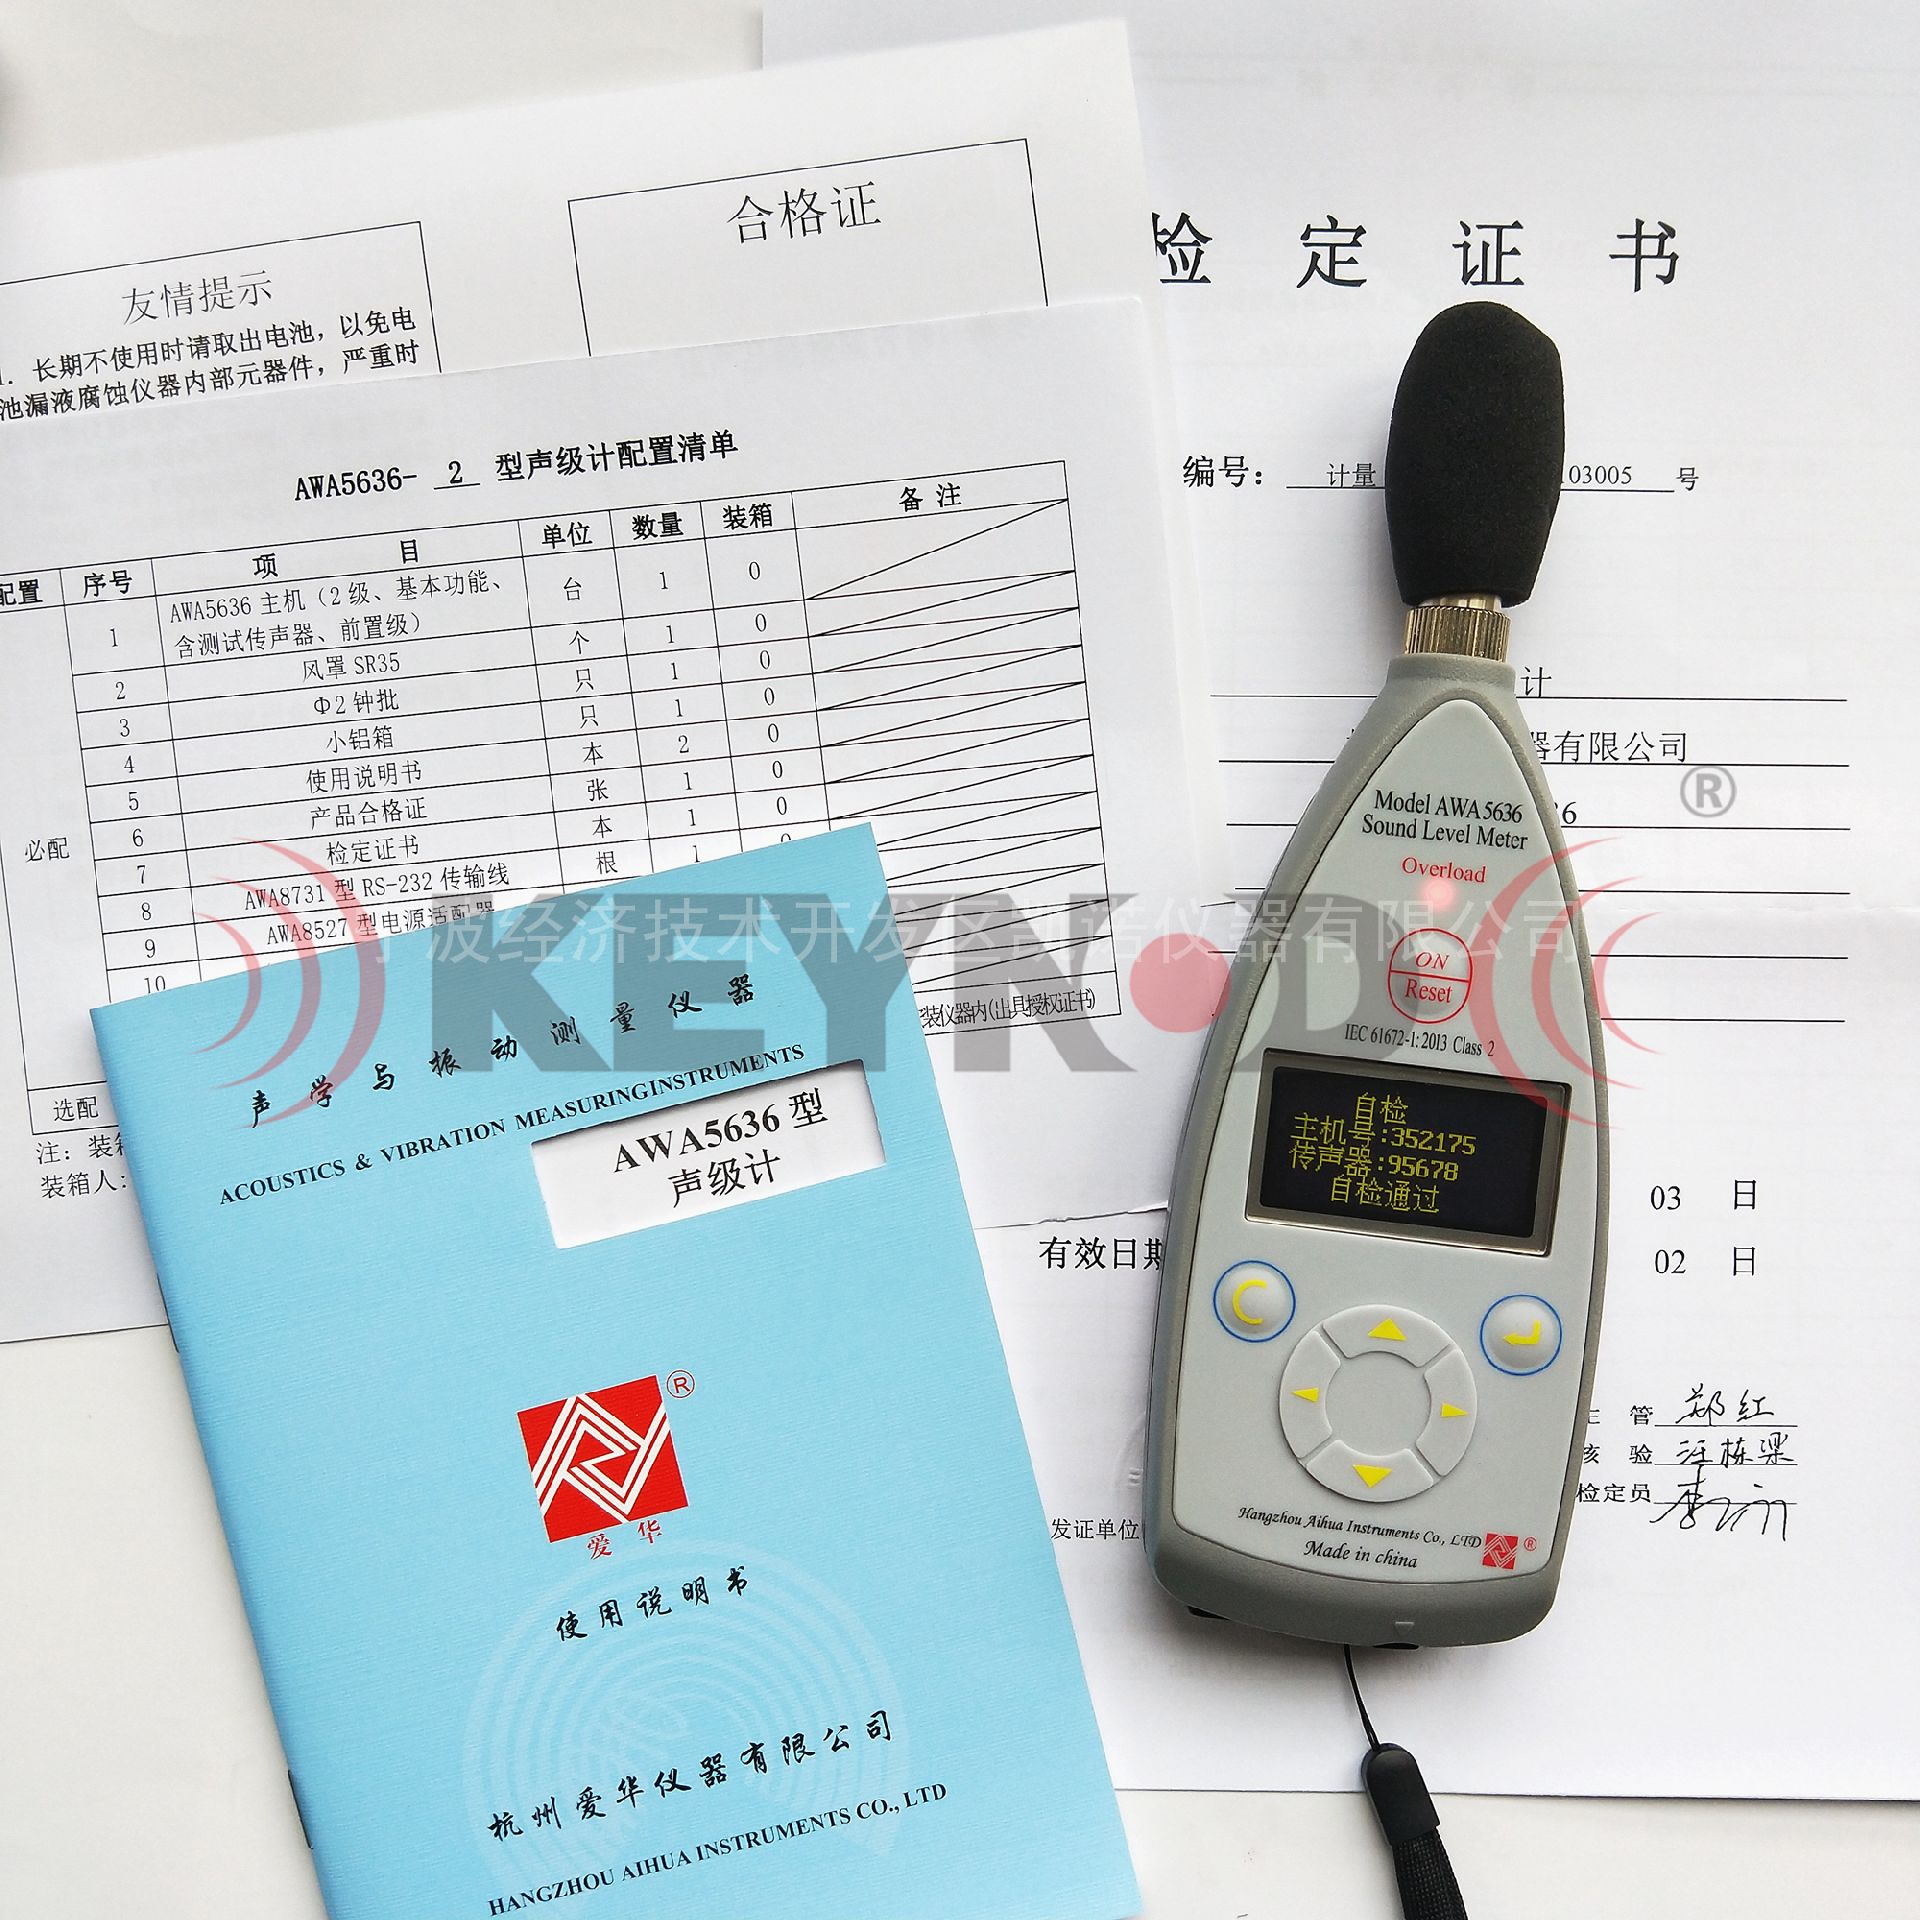 合格证
友情提示
1. 长期不使用时请取出电池，以免电
池漏液腐蚀仪器内部元器件，严重时
AWA5636- 2 型声级计配置清单
配置 序号 项 目 单位 数量 装箱 备 注
1 AWA5636 主机（2 级、基本功能、 台 1 0
含测试传声器、前置级）
2 风罩 SR35 个 1 0
3 Φ2 钟批 只 1 0
4 小铝箱 只 1 0
5 使用说明书 本 2 0
6 产品合格证 张 1 0
7 检定证书 本 1 0
8 AWA8731 型 RS-232 传输线 根 1
9 AWA8527 型电源适配器
10
必配
装仪器内(出具授权证书)
选配
注：装箱
装箱人：
检 定 证 书
编号： 计量 03005 号
计
器有限公司
6
03 日
有效日期 02 日
主 管 郑红
核 验 汪栋梁
检定员
发证单位
声学与振动测量仪器
ACOUSTICS & VIBRATION MEASURINGINSTRUMENTS
AWA5636 型
声级计
®
爱华
使用说明书
杭州爱华仪器有限公司
HANGZHOU AIHUA INSTRUMENTS CO., LTD
Model AWA5636
Sound Level Meter
Overload
ON
Reset
IEC 61672-1: 2013 Class 2
自检
主机号:352175
传声器:95678
自检通过
C
Hangzhou Aihua Instruments Co., LTD ®
Made in china
KEYNOD ®
宁波经济技术开发区凯诺仪器有限公司